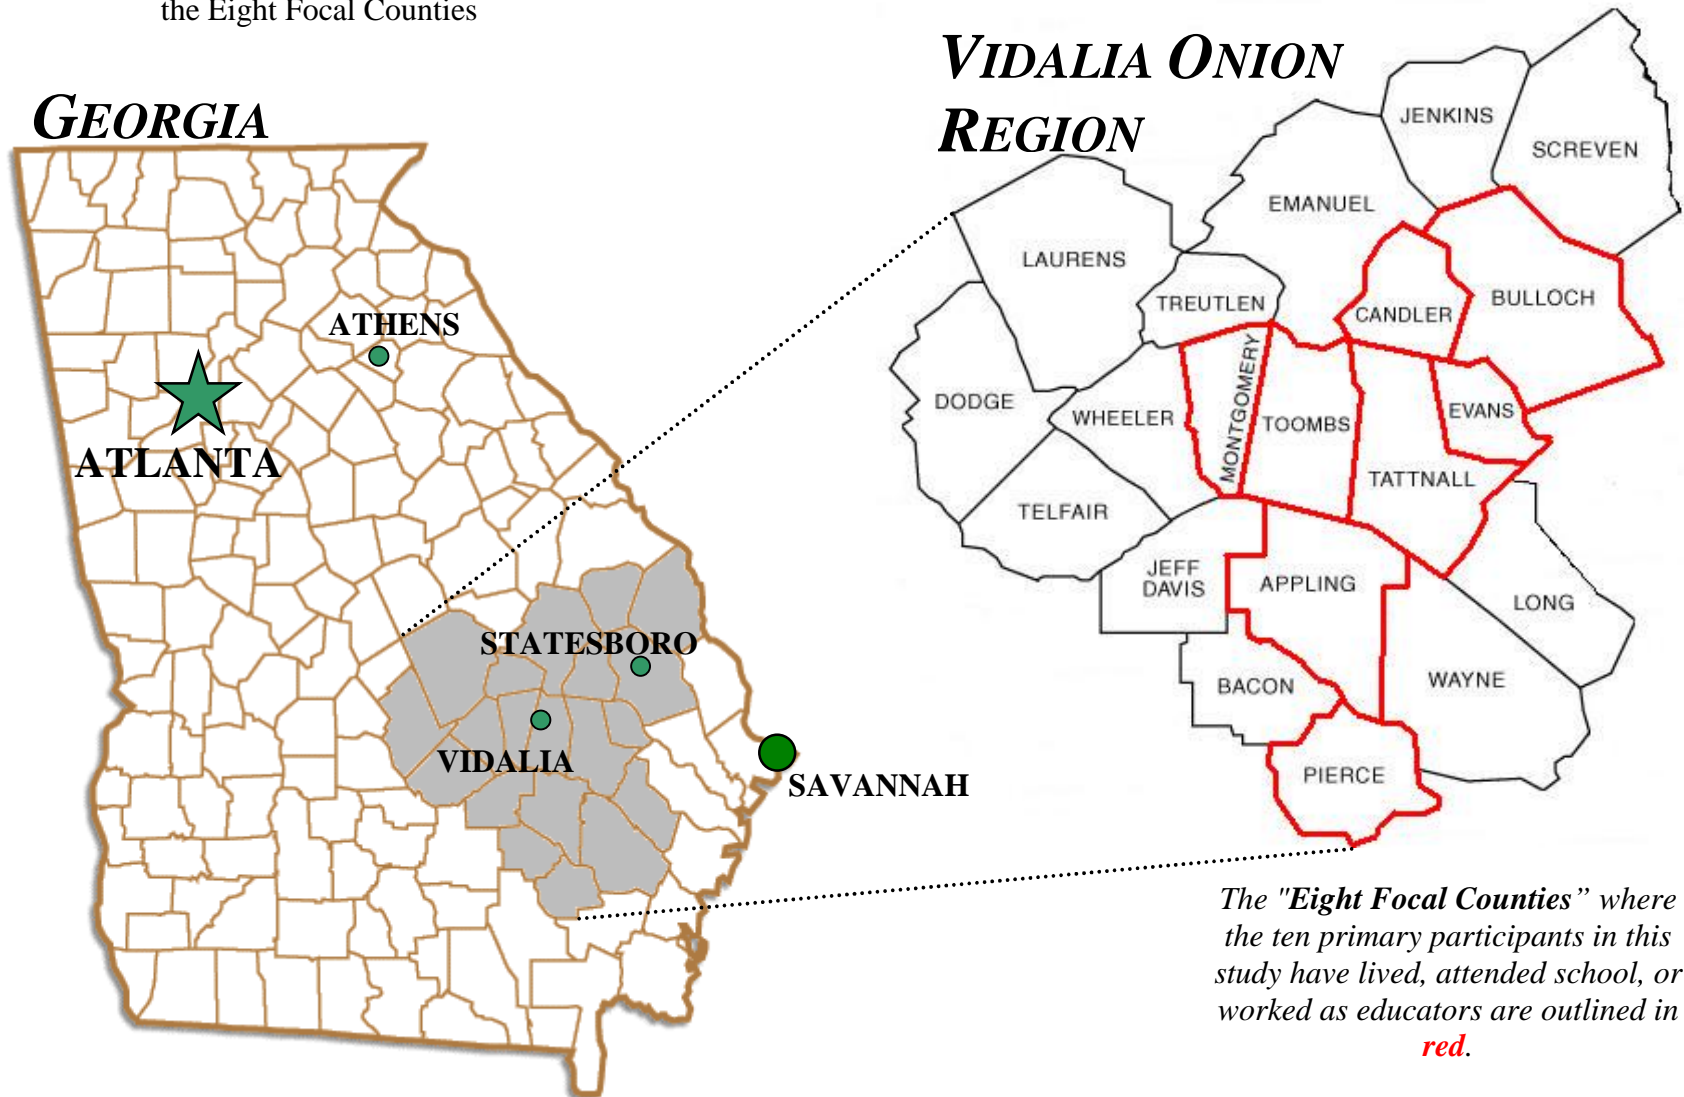 the Eight Focal Counties
GEORGIA
ATHENS
ATLANTA
STATESBORO
VIDALIA
SAVANNAH
VIDALIA ONION
REGION
JENKINS
SCREVEN
EMANUEL
LAURENS
TREUTLEN
CANDLER
BULLOCH
DODGE
WHEELER
MONTGOMERY
TOOMBS
EVANS
TATTNALL
TELFAIR
JEFF
DAVIS
APPLING
LONG
BACON
WAYNE
PIERCE
The "Eight Focal Counties” where
the ten primary participants in this
study have lived, attended school, or
worked as educators are outlined in
red.